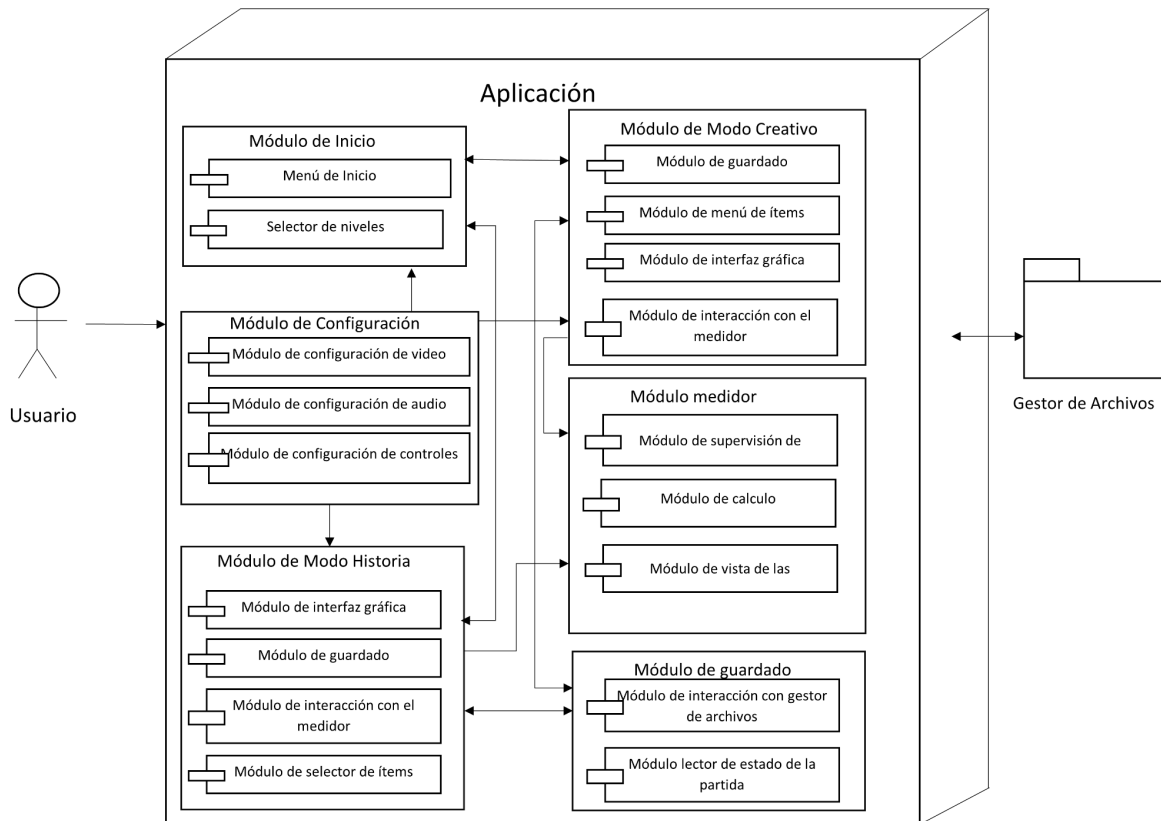 Aplicación
Módulo de Inicio
Menú de Inicio
Selector de niveles
Módulo de Configuración
Módulo de configuración de video
Módulo de configuración de audio
Módulo de configuración de controles
Módulo de Modo Historia
Módulo de interfaz gráfica
Módulo de guardado
Módulo de interacción con el
medidor
Módulo de selector de ítems
Módulo de Modo Creativo
Módulo de guardado
Módulo de menú de ítems
Módulo de interfaz gráfica
Módulo de interacción con el
medidor
Módulo medidor
Módulo de supervisión de
Módulo de calculo
Módulo de vista de las
Módulo de guardado
Módulo de interacción con gestor
de archivos
Módulo lector de estado de la
partida
Usuario
Gestor de Archivos